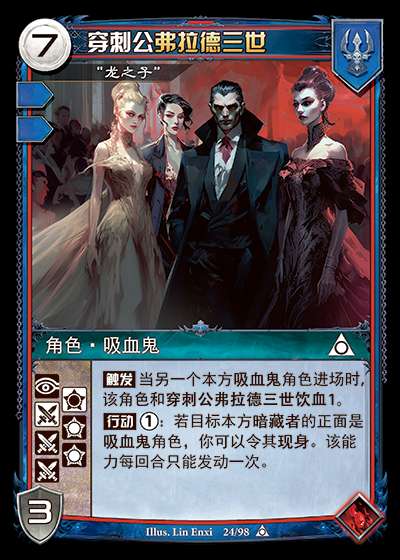 7
穿刺公弗拉德三世
“龙之子”
角色·吸血鬼
触发 当另一个本方吸血鬼角色进场时,
该角色和穿刺公弗拉德三世饮血1。
行动 ①：若目标本方暗藏者的正面是
吸血鬼角色，你可以令其现身。该能
力每回合只能发动一次。
3
Illus. Lin Enxi 24/98